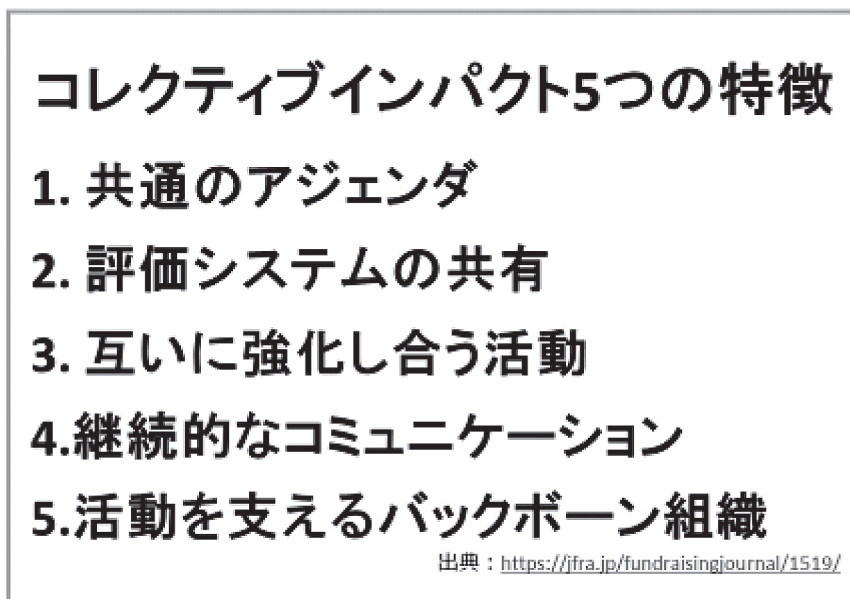 コレクティブインパクト5つの特徴
1. 共通のアジェンダ
2. 評価システムの共有
3. 互いに強化し合う活動
4.継続的なコミュニケーション
5.活動を支えるバックボーン組織
出典：https://jfra.jp/fundraisingjournal/1519/